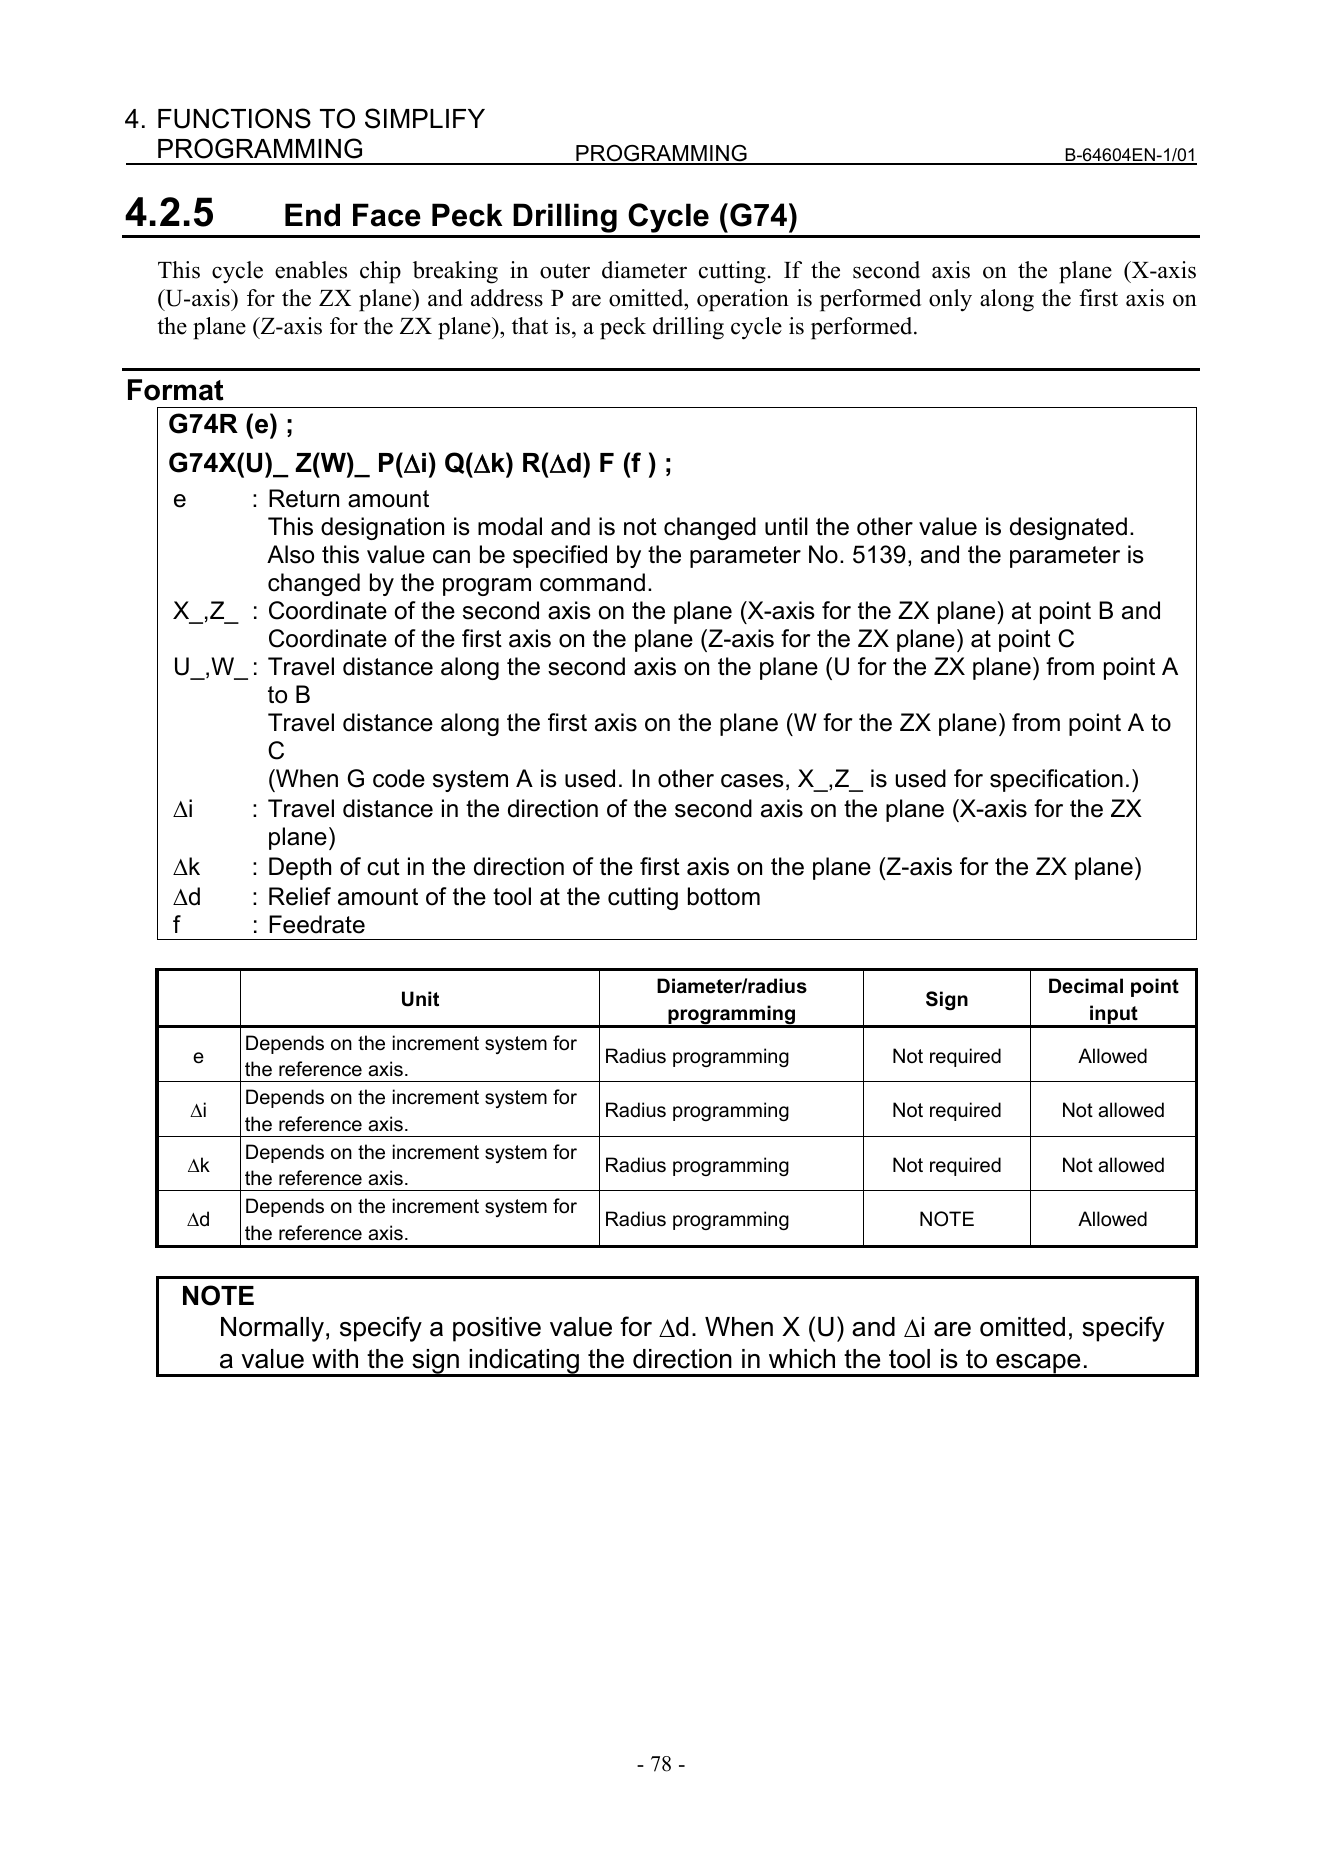 4. FUNCTIONS TO SIMPLIFY
PROGRAMMING PROGRAMMING B-64604EN-1/01
4.2.5 End Face Peck Drilling Cycle (G74)
This cycle enables chip breaking in outer diameter cutting. If the second axis on the plane (X-axis
(U-axis) for the ZX plane) and address P are omitted, operation is performed only along the first axis on
the plane (Z-axis for the ZX plane), that is, a peck drilling cycle is performed.
Format
G74R (e) ;
G74X(U)_ Z(W)_ P(∆i) Q(∆k) R(∆d) F (f ) ;
e : Return amount
This designation is modal and is not changed until the other value is designated.
Also this value can be specified by the parameter No. 5139, and the parameter is
changed by the program command.
X_,Z_ : Coordinate of the second axis on the plane (X-axis for the ZX plane) at point B and
Coordinate of the first axis on the plane (Z-axis for the ZX plane) at point C
U_,W_ : Travel distance along the second axis on the plane (U for the ZX plane) from point A
to B
Travel distance along the first axis on the plane (W for the ZX plane) from point A to
C
(When G code system A is used. In other cases, X_,Z_ is used for specification.)
∆i : Travel distance in the direction of the second axis on the plane (X-axis for the ZX
plane)
∆k : Depth of cut in the direction of the first axis on the plane (Z-axis for the ZX plane)
∆d : Relief amount of the tool at the cutting bottom
f : Feedrate
Unit Diameter/radius programming Sign Decimal point input
e Depends on the increment system for the reference axis. Radius programming Not required Allowed
∆i Depends on the increment system for the reference axis. Radius programming Not required Not allowed
∆k Depends on the increment system for the reference axis. Radius programming Not required Not allowed
∆d Depends on the increment system for the reference axis. Radius programming NOTE Allowed
NOTE
Normally, specify a positive value for ∆d. When X (U) and ∆i are omitted, specify
a value with the sign indicating the direction in which the tool is to escape.
- 78 -